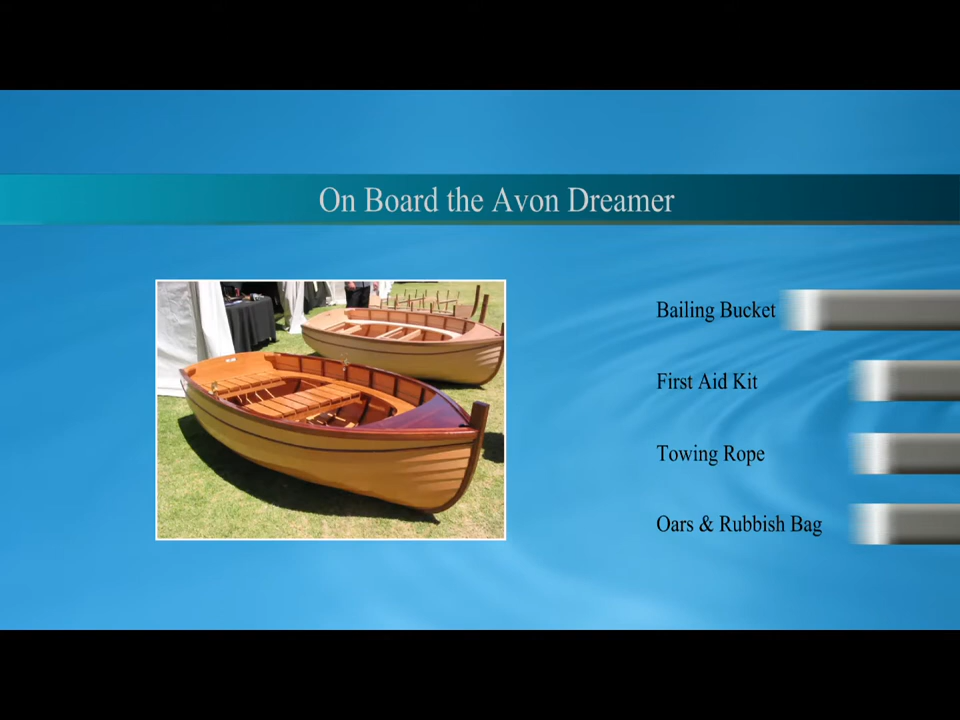 On Board the Avon Dreamer
Bailing Bucket
First Aid Kit
Towing Rope
Oars & Rubbish Bag